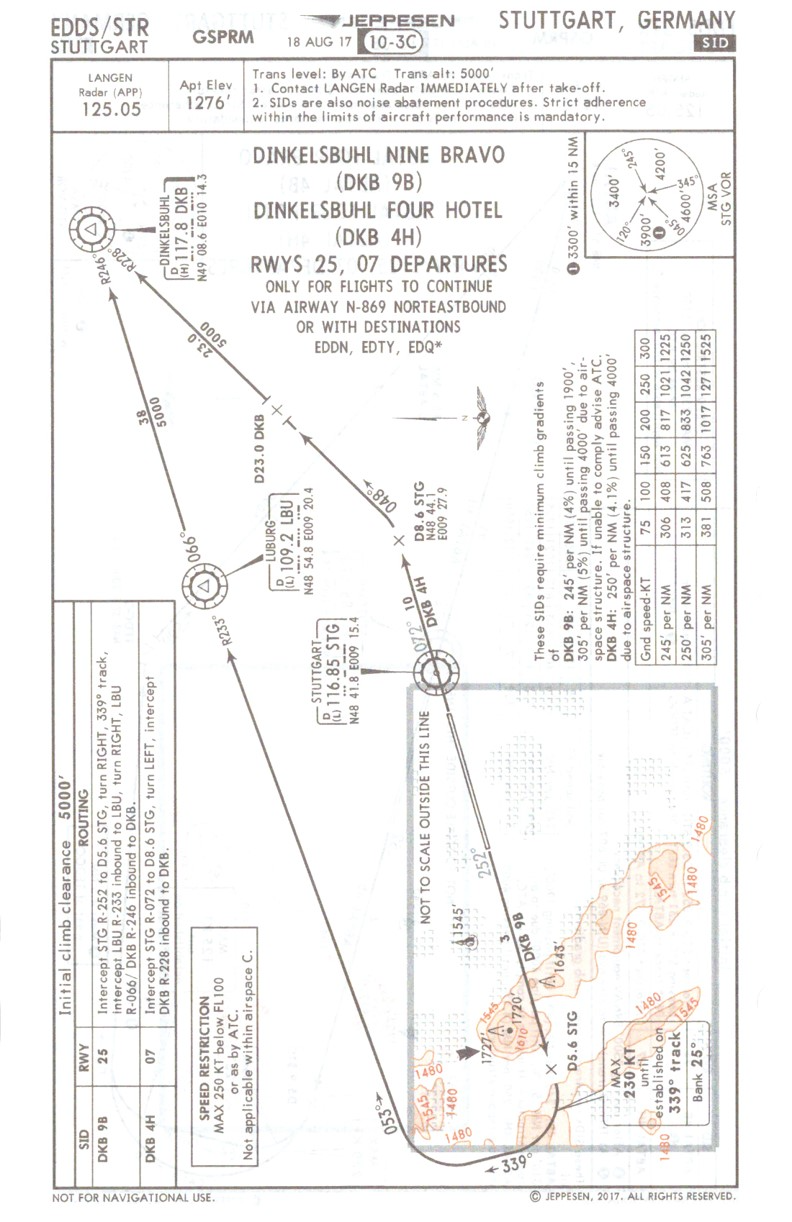 EDDS/STR
STUTTGART
GSPRM
JEPPESEN
18 AUG 17
10-3C
STUTTGART, GERMANY
SID
LANGEN
Radar (APP)
125.05
Apt Elev
1276'
Trans level: By ATC Trans alt: 5000'
1. Contact LANGEN Radar IMMEDIATELY after take-off.
2. SIDs are also noise abatement procedures. Strict adherence
within the limits of aircraft performance is mandatory.
DINKELSBUHL NINE BRAVO
(DKB 9B)
DINKELSBUHL FOUR HOTEL
(DKB 4H)
RWYS 25, 07 DEPARTURES
ONLY FOR FLIGHTS TO CONTINUE
VIA AIRWAY N-869 NORTEASTBOUND
OR WITH DESTINATIONS
EDDN, EDTY, EDQ*
1 3300' within 15 NM
245°
4200'
345°
3400'
4600'
120°
3900'
1
045°
MSA
STG VOR
DINKELSBUHL
D
(H) 117.8 DKB
N49 08.6 E010 14.3
R246°
R228°
23.0
5000
38
5000
D23.0 DKB
N
048°
D8.6 STG
N48 44.1
E009 27.9
LUBURG
D
(L) 109.2 LBU
N48 54.8 E009 20.4
066°
R233°
072°
10
DKB 4H
STUTTGART
D
(L) 116.85 STG
N48 41.8 E009 15.4
These SIDs require minimum climb gradients
of
DKB 9B: 245' per NM (4%) until passing 1900',
305' per NM (5%) until passing 4000' due to air-
space structure. If unable to comply advise ATC.
DKB 4H: 250' per NM (4.1%) until passing 4000'
due to airspace structure.
Gnd speed-KT 75 100 150 200 250 300
245' per NM 306 408 613 817 1021 1225
250' per NM 313 417 625 833 1042 1250
305' per NM 381 508 763 1017 1271 1525
Initial climb clearance 5000'
SID RWY ROUTING
DKB 9B 25 Intercept STG R-252 to D5.6 STG, turn RIGHT, 339° track,
intercept LBU R-233 inbound to LBU, turn RIGHT, LBU
R-066/ DKB R-246 inbound to DKB.
DKB 4H 07 Intercept STG R-072 to D8.6 STG, turn LEFT, intercept
DKB R-228 inbound to DKB.
SPEED RESTRICTION
MAX 250 KT below FL100
or as by ATC.
Not applicable within airspace C.
NOT TO SCALE OUTSIDE THIS LINE
252°
3
DKB 9B
1545'
1643'
1545
1720'
1727'
1610
1480
1480
1545
1480
1480
1480
1545
1480
1480
1545
1480
D5.6 STG
MAX
230 KT
until
established on
339° track
Bank 25°
053°
339°
NOT FOR NAVIGATIONAL USE.
© JEPPESEN, 2017. ALL RIGHTS RESERVED.